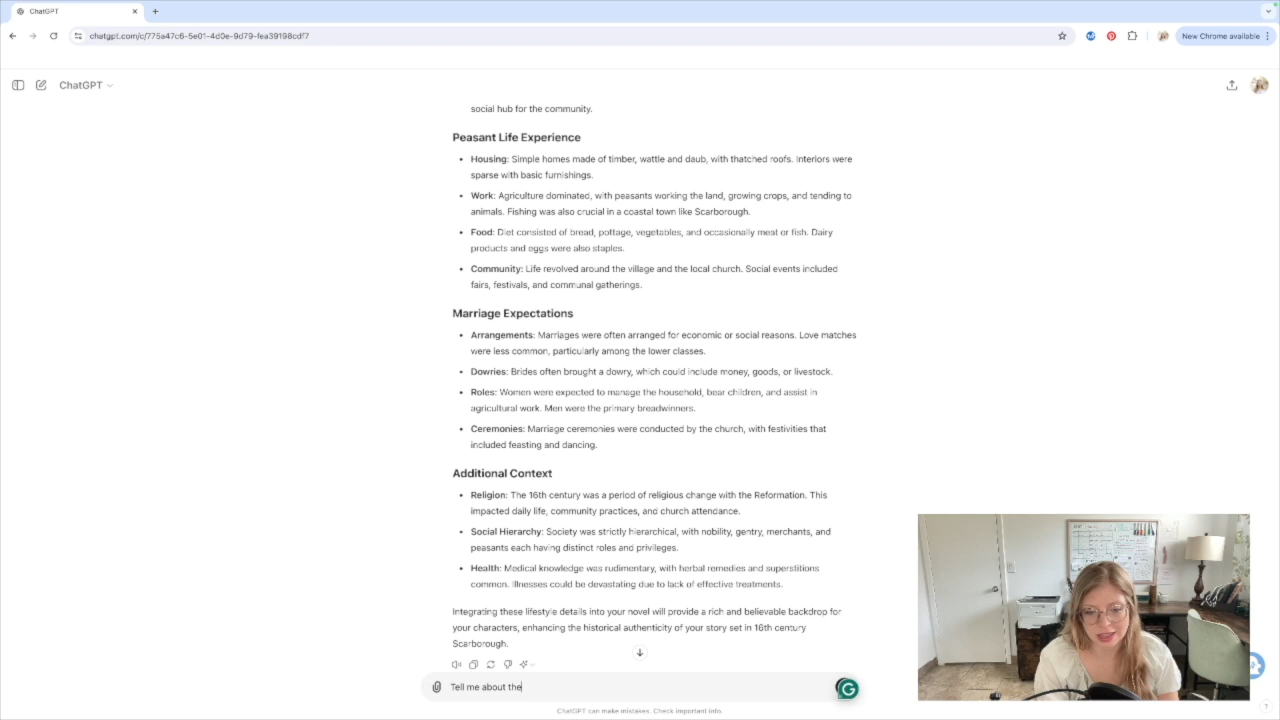 ChatGPT
chatgpt.com/c/775a47c6-5e01-4d0e-9d79-fea39198cdf7
New Chrome available
ChatGPT
social hub for the community.
Peasant Life Experience
• Housing: Simple homes made of timber, wattle and daub, with thatched roofs. Interiors were
sparse with basic furnishings.
• Work: Agriculture dominated, with peasants working the land, growing crops, and tending to
animals. Fishing was also crucial in a coastal town like Scarborough.
• Food: Diet consisted of bread, pottage, vegetables, and occasionally meat or fish. Dairy
products and eggs were also staples.
• Community: Life revolved around the village and the local church. Social events included
fairs, festivals, and communal gatherings.
Marriage Expectations
• Arrangements: Marriages were often arranged for economic or social reasons. Love matches
were less common, particularly among the lower classes.
• Dowries: Brides often brought a dowry, which could include money, goods, or livestock.
• Roles: Women were expected to manage the household, bear children, and assist in
agricultural work. Men were the primary breadwinners.
• Ceremonies: Marriage ceremonies were conducted by the church, with festivities that
included feasting and dancing.
Additional Context
• Religion: The 16th century was a period of religious change with the Reformation. This
impacted daily life, community practices, and church attendance.
• Social Hierarchy: Society was strictly hierarchical, with nobility, gentry, merchants, and
peasants each having distinct roles and privileges.
• Health: Medical knowledge was rudimentary, with herbal remedies and superstitions
common. Illnesses could be devastating due to lack of effective treatments.
Integrating these lifestyle details into your novel will provide a rich and believable backdrop for
your characters, enhancing the historical authenticity of your story set in 16th century
Scarborough.
Tell me about the
ChatGPT can make mistakes. Check important info.
?